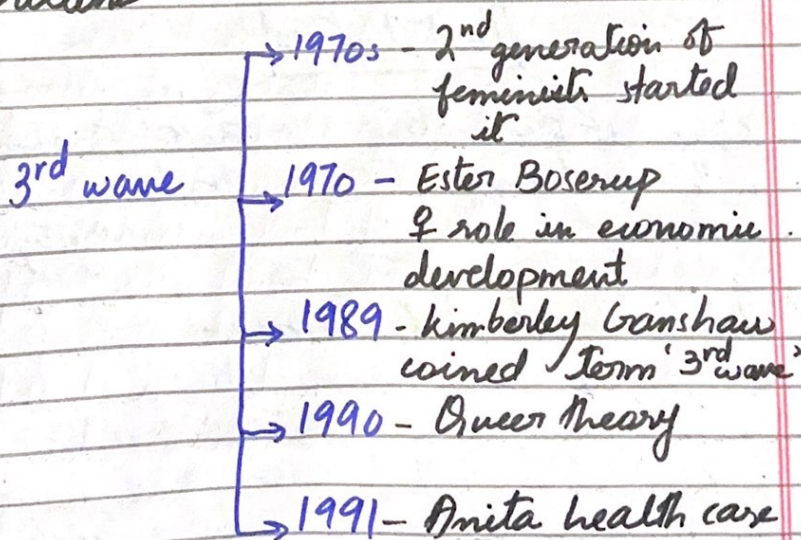 1970s - 2nd generation of
feminists started
it
3rd wave
1970 - Ester Boserup
♀ role in economic
development
1989 - Kimberley Cranshaw
coined term '3rd wave'
1990 - Queer theory
1991 - Anita health case